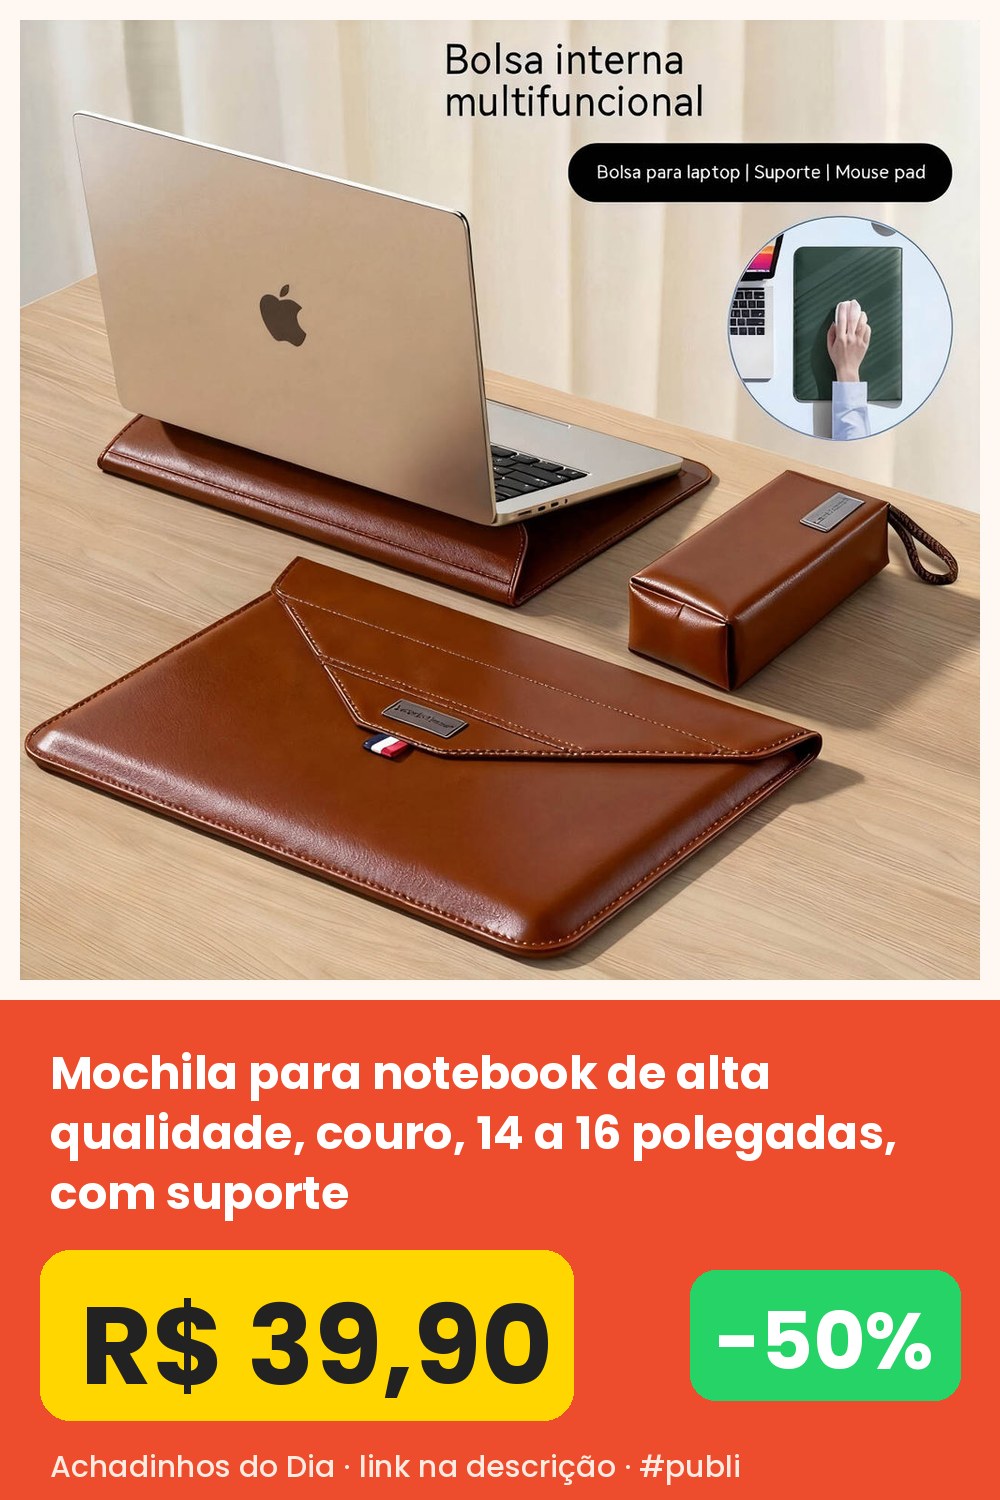 Bolsa interna
multifuncional
Bolsa para laptop | Suporte | Mouse pad
Mochila para notebook de alta
qualidade, couro, 14 a 16 polegadas,
com suporte
R$ 39,90
-50%
Achadinhos do Dia · link na descrição · #publi